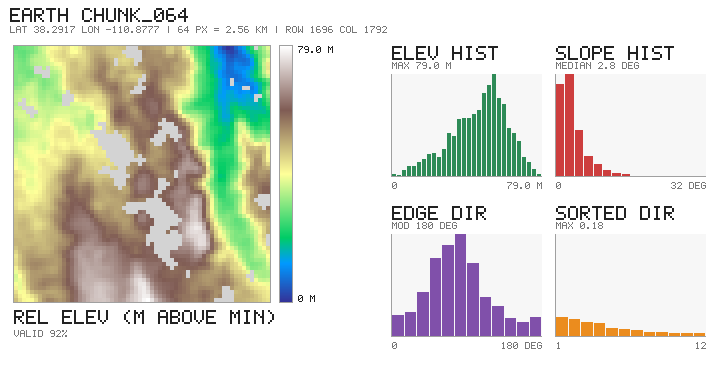 EARTH CHUNK_064
LAT 38.2917 LON -110.8777 | 64 PX = 2.56 KM | ROW 1696 COL 1792
79.0 M
0 M
REL ELEV (M ABOVE MIN)
VALID 92%
ELEV HIST
MAX 79.0 M
0
79.0 M
SLOPE HIST
MEDIAN 2.8 DEG
0
32 DEG
EDGE DIR
MOD 180 DEG
0
180 DEG
SORTED DIR
MAX 0.18
1
12